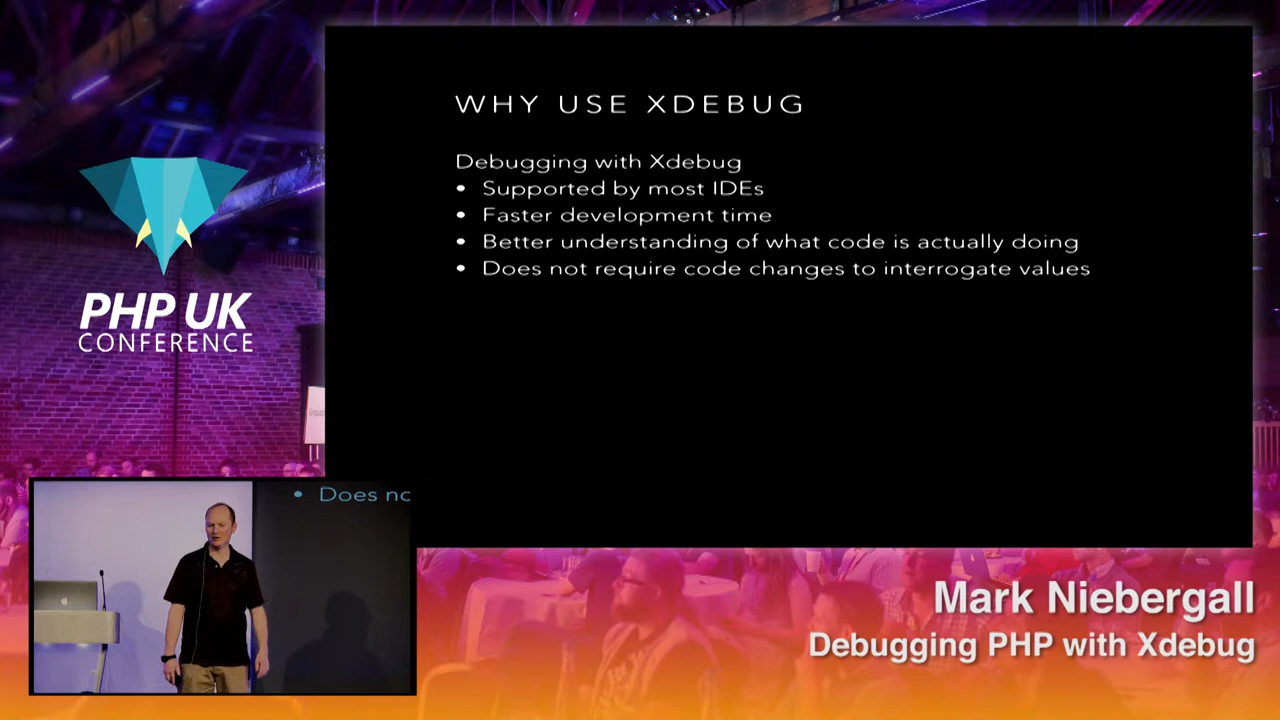 WHY USE XDEBUG
Debugging with Xdebug
• Supported by most IDEs
• Faster development time
• Better understanding of what code is actually doing
• Does not require code changes to interrogate values
PHP UK
CONFERENCE
• Does no
Mark Niebergall
Debugging PHP with Xdebug